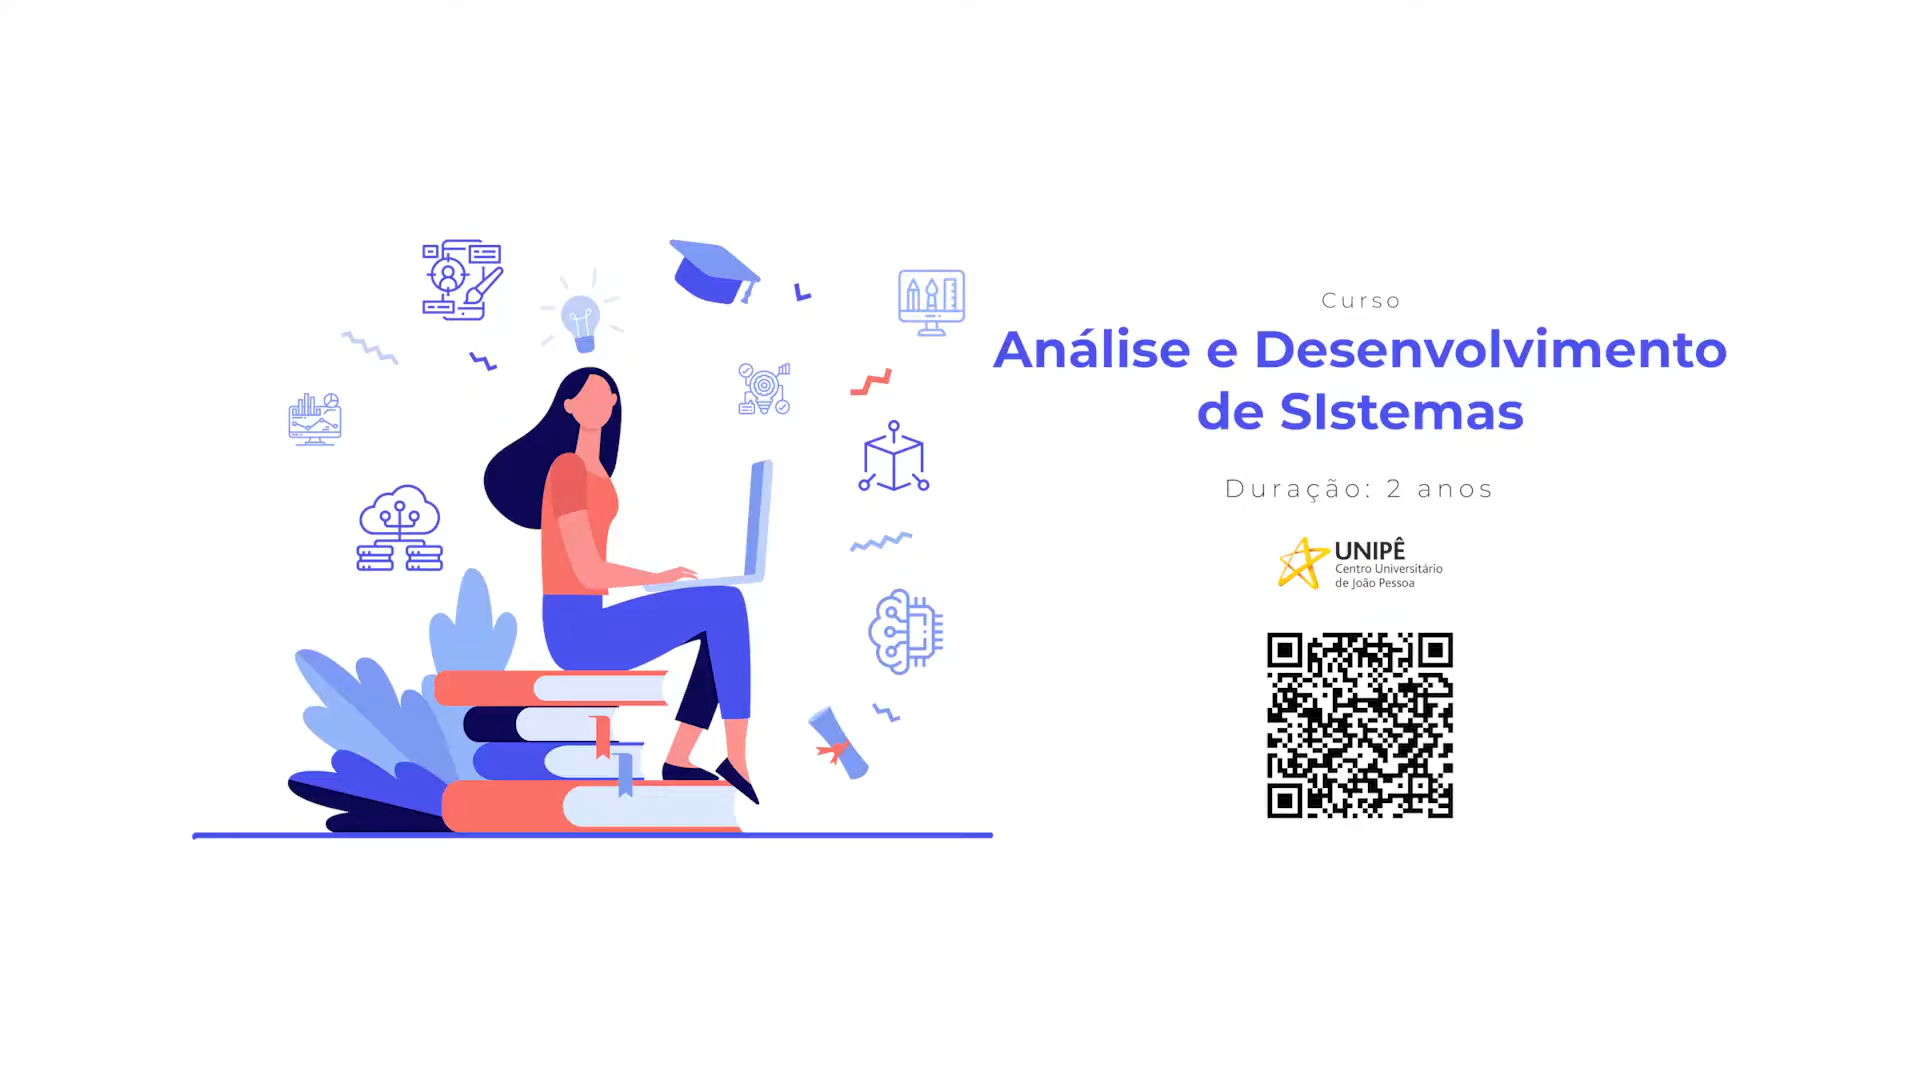 Curso
Análise e Desenvolvimento
de SIstemas
Duração: 2 anos
UNIPÊ
Centro Universitário
de João Pessoa